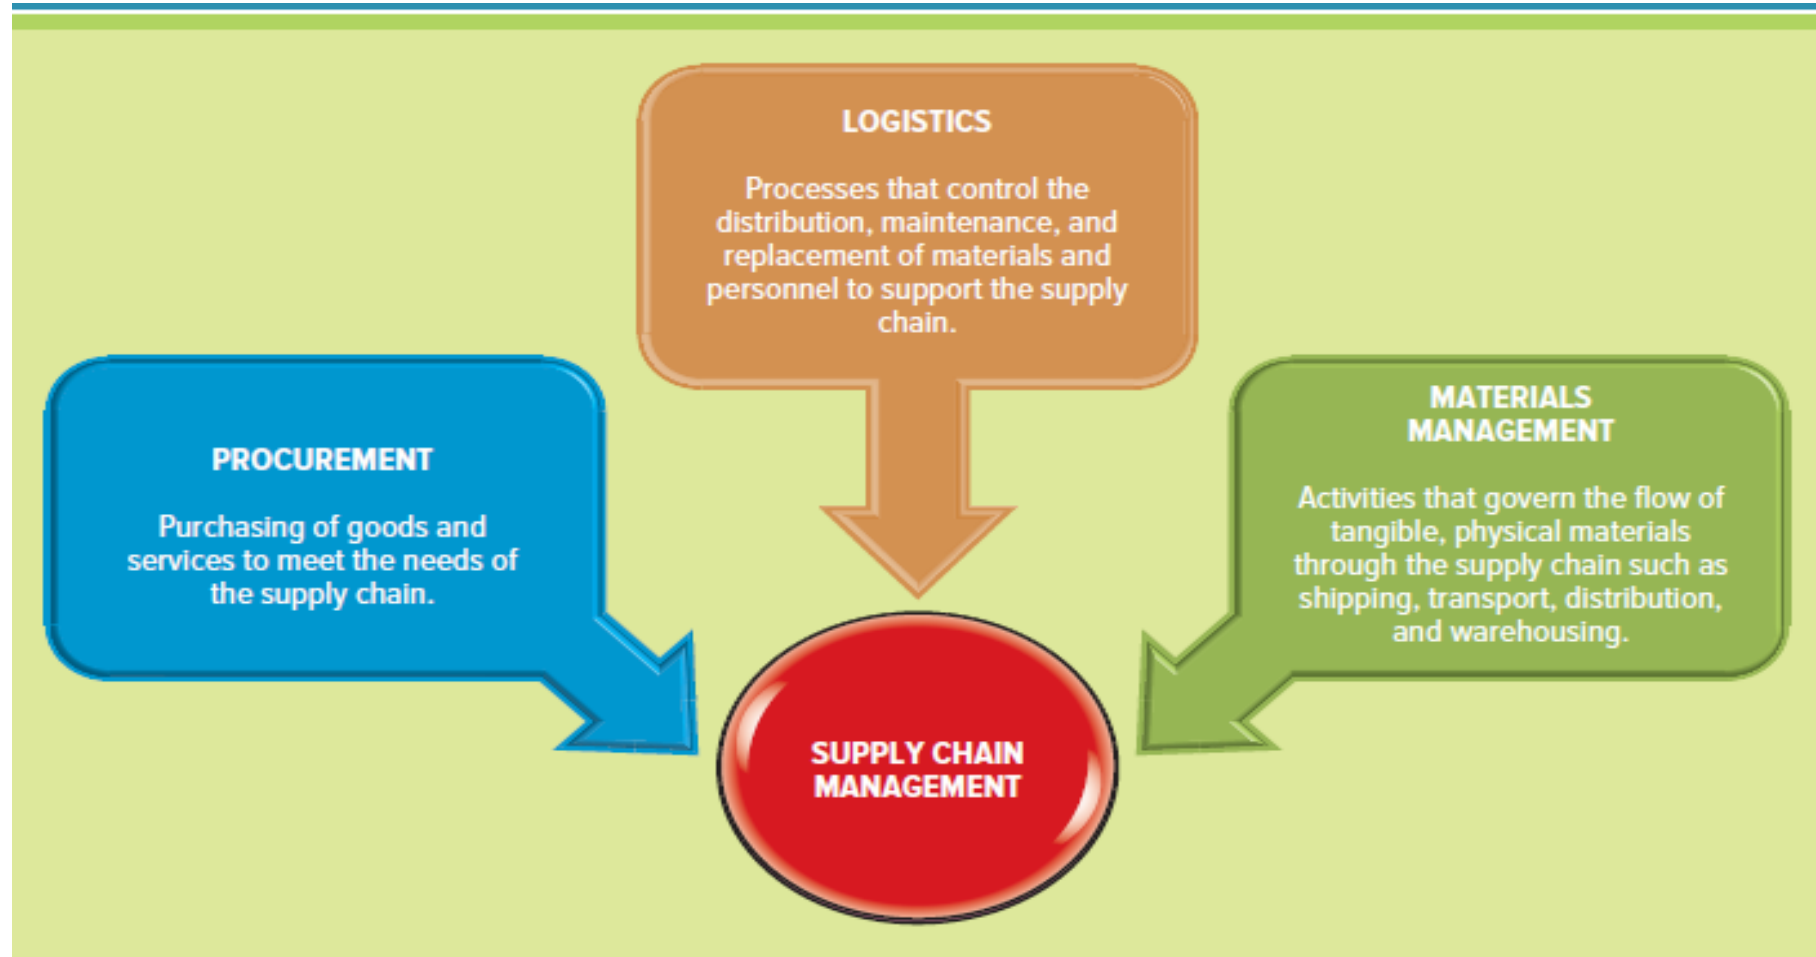 LOGISTICS
Processes that control the
distribution, maintenance, and
replacement of materials and
personnel to support the supply
chain.
PROCUREMENT
Purchasing of goods and
services to meet the needs of
the supply chain.
MATERIALS
MANAGEMENT
Activities that govern the flow of
tangible, physical materials
through the supply chain such as
shipping, transport, distribution,
and warehousing.
SUPPLY CHAIN
MANAGEMENT